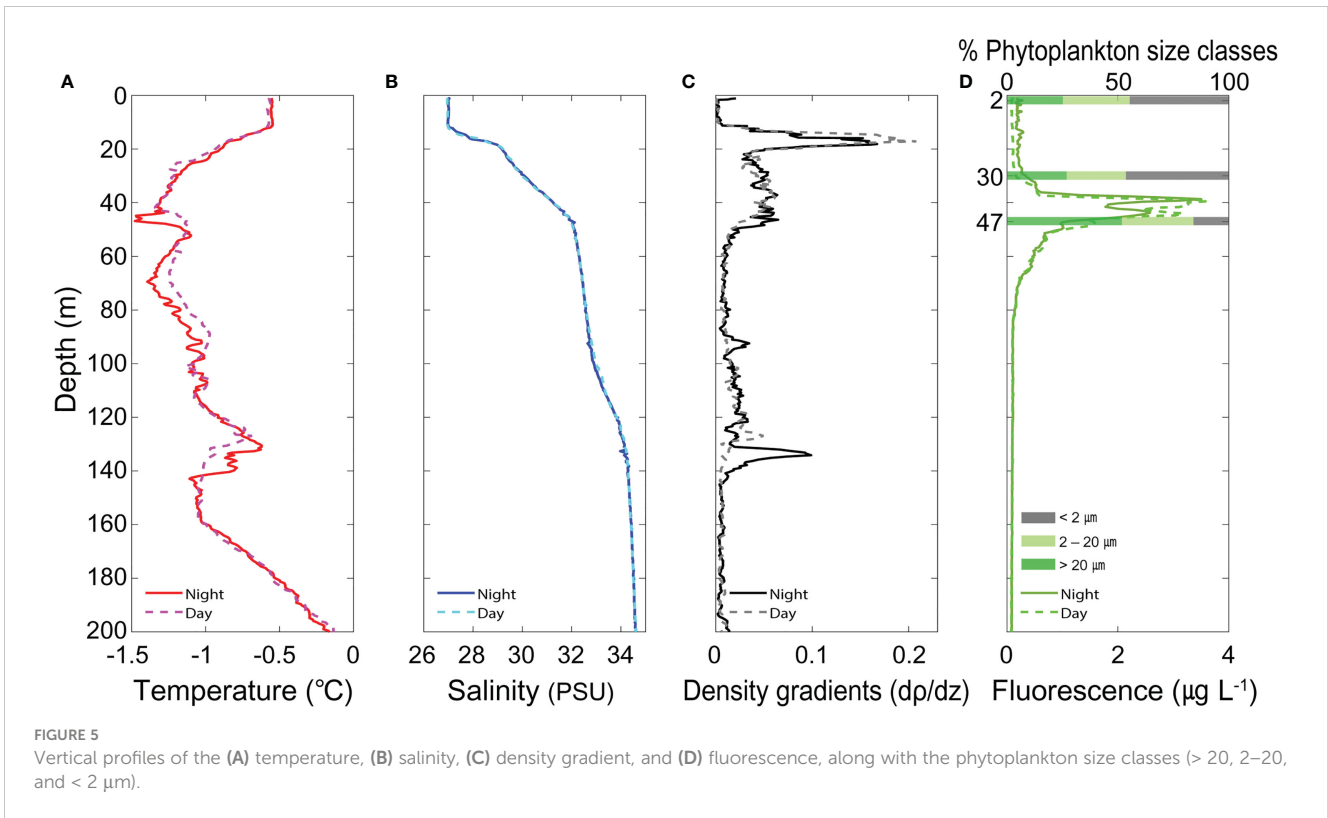 % Phytoplankton size classes
A
B
C
D
0 50 100
0
20
40
60
80
100
120
140
160
180
200
Depth (m)
2
30
47
< 2 μm
2 – 20 μm
> 20 μm
Night
Day
Night
Day
Night
Day
Night
Day
-1.5 -1 -0.5 0
26 28 30 32 34
0 0.1 0.2
0 2 4
Temperature (℃)
Salinity (PSU)
Density gradients (dρ/dz)
Fluorescence (μg L-1)
FIGURE 5
Vertical profiles of the (A) temperature, (B) salinity, (C) density gradient, and (D) fluorescence, along with the phytoplankton size classes (> 20, 2–20,
and < 2 μm).